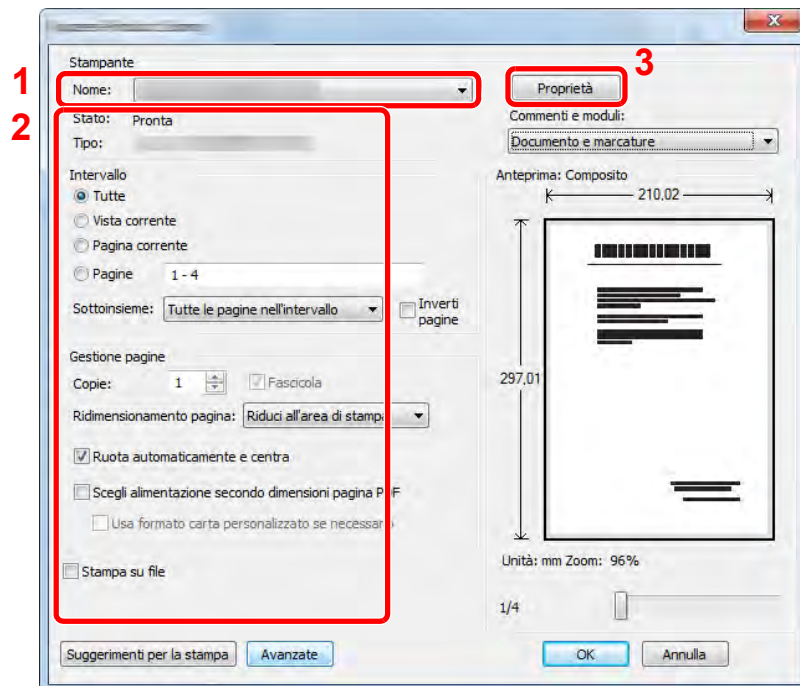 Stampante
1
Nome:
2
Stato: Pronta
Tipo:
Intervallo
Tutte
Vista corrente
Pagina corrente
Pagine 1 - 4
Sottoinsieme: Tutte le pagine nell'intervallo
Inverti
pagine
Gestione pagine
Copie: 1 Fascicola
Ridimensionamento pagina: Riduci all'area di stampa
Ruota automaticamente e centra
Scegli alimentazione secondo dimensioni pagina PDF
Usa formato carta personalizzato se necessario
Stampa su file
Suggerimenti per la stampa Avanzate
3
Proprietà
Commenti e moduli:
Documento e marcature
Anteprima: Composito
210,02
297,01
Unità: mm Zoom: 96%
1/4
OK Annulla